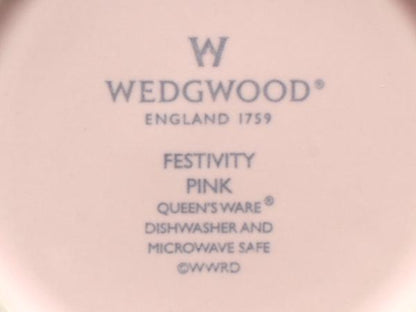 W
WEDGWOOD®
ENGLAND 1759
FESTIVITY
PINK
QUEEN'S WARE®
DISHWASHER AND
MICROWAVE SAFE
©WWRD